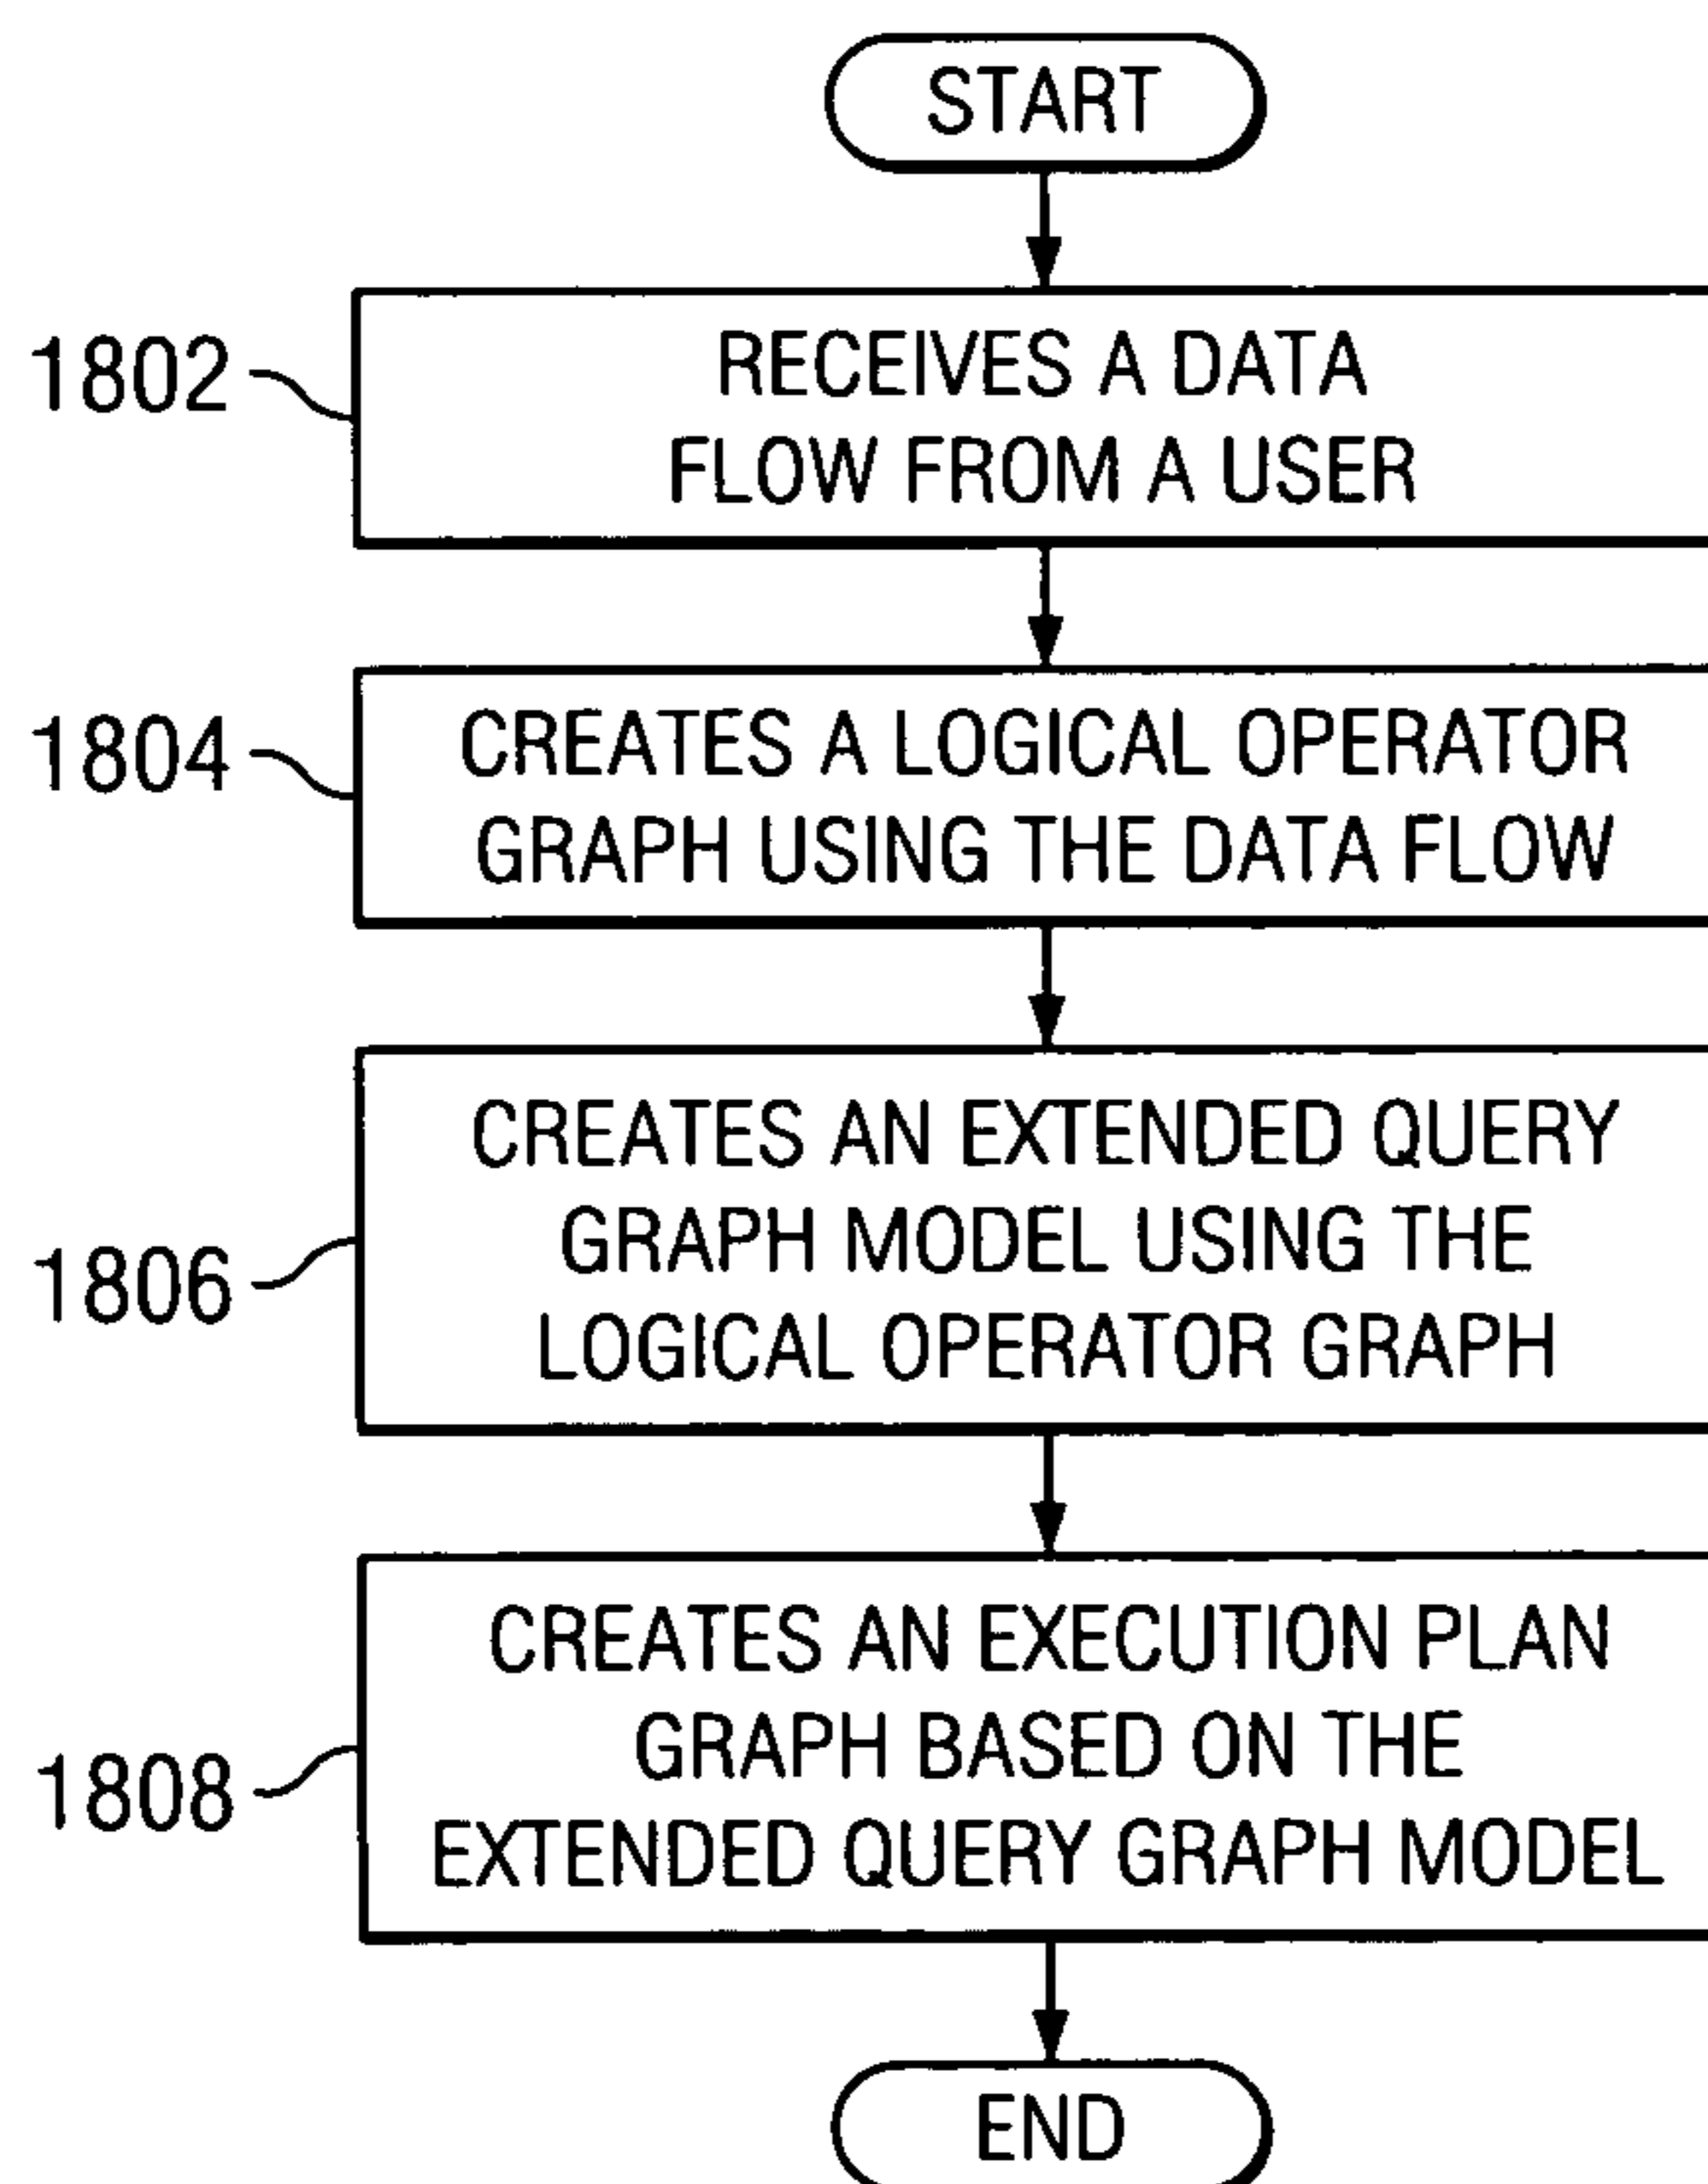 START
1802
RECEIVES A DATA
FLOW FROM A USER
1804
CREATES A LOGICAL OPERATOR
GRAPH USING THE DATA FLOW
1806
CREATES AN EXTENDED QUERY
GRAPH MODEL USING THE
LOGICAL OPERATOR GRAPH
1808
CREATES AN EXECUTION PLAN
GRAPH BASED ON THE
EXTENDED QUERY GRAPH MODEL
END